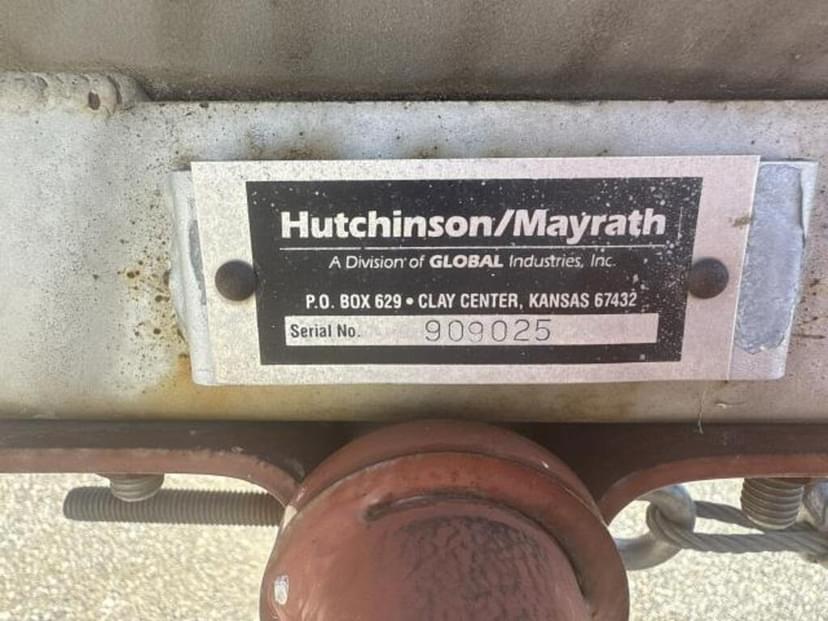 Hutchinson/Mayrath
A Division of GLOBAL Industries, Inc.
P.O. BOX 629 • CLAY CENTER, KANSAS 67432
Serial No. 909025